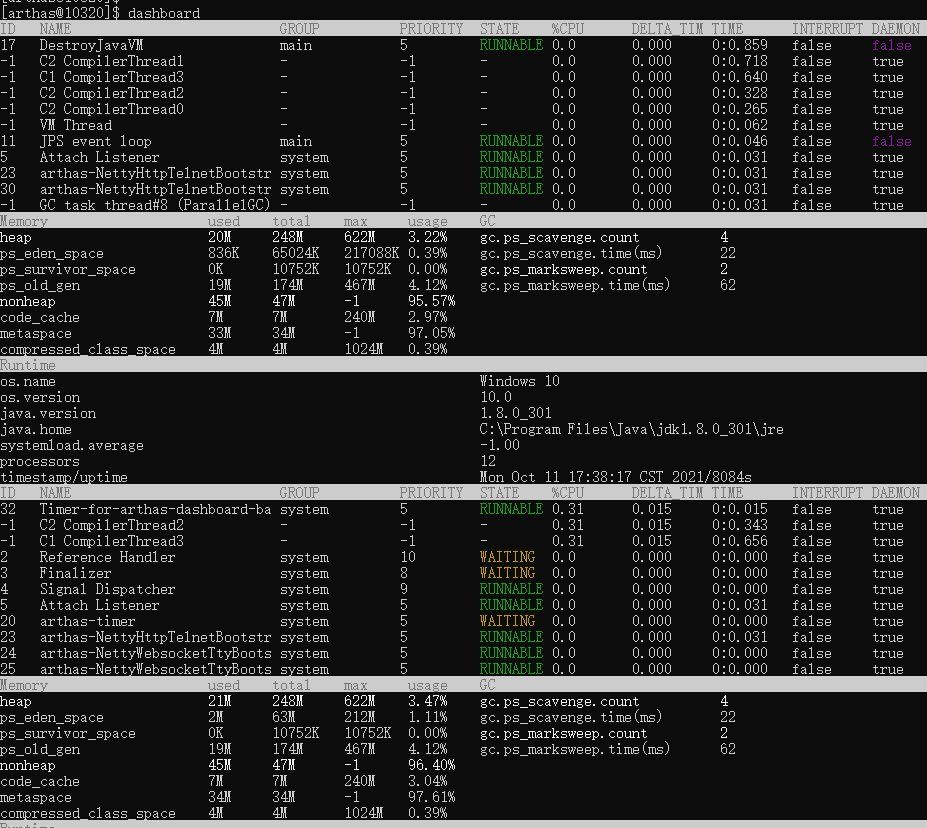 [arthas@10320]$ dashboard
ID NAME GROUP PRIORITY STATE %CPU DELTA_TIM TIME INTERRUPT DAEMON
17 DestroyJavaVM main 5 RUNNABLE 0.0 0.000 0:0.859 false false
-1 C2 CompilerThread1 - -1 - 0.0 0.000 0:0.718 false true
-1 C1 CompilerThread3 - -1 - 0.0 0.000 0:0.640 false true
-1 C2 CompilerThread2 - -1 - 0.0 0.000 0:0.328 false true
-1 C2 CompilerThread0 - -1 - 0.0 0.000 0:0.265 false true
-1 VM Thread - -1 - 0.0 0.000 0:0.062 false true
11 JPS event loop main 5 RUNNABLE 0.0 0.000 0:0.046 false false
5 Attach Listener system 5 RUNNABLE 0.0 0.000 0:0.031 false true
23 arthas-NettyHttpTelnetBootstr system 5 RUNNABLE 0.0 0.000 0:0.031 false true
30 arthas-NettyHttpTelnetBootstr system 5 RUNNABLE 0.0 0.000 0:0.031 false true
-1 GC task thread#8 (ParallelGC) - -1 - 0.0 0.000 0:0.031 false true
Memory used total max usage GC
heap 20M 248M 622M 3.22% gc.ps_scavenge.count 4
ps_eden_space 836K 65024K 217088K 0.39% gc.ps_scavenge.time(ms) 22
ps_survivor_space 0K 10752K 10752K 0.00% gc.ps_marksweep.count 2
ps_old_gen 19M 174M 467M 4.12% gc.ps_marksweep.time(ms) 62
nonheap 45M 47M -1 95.57%
code_cache 7M 7M 240M 2.97%
metaspace 33M 34M -1 97.05%
compressed_class_space 4M 4M 1024M 0.39%
Runtime
os.name Windows 10
os.version 10.0
java.version 1.8.0_301
java.home C:\Program Files\Java\jdk1.8.0_301\jre
systemload.average -1.00
processors 12
timestamp/uptime Mon Oct 11 17:38:17 CST 2021/8084s
ID NAME GROUP PRIORITY STATE %CPU DELTA_TIM TIME INTERRUPT DAEMON
32 Timer-for-arthas-dashboard-ba system 5 RUNNABLE 0.31 0.015 0:0.015 false true
-1 C2 CompilerThread2 - -1 - 0.31 0.015 0:0.343 false true
-1 C1 CompilerThread3 - -1 - 0.31 0.015 0:0.656 false true
2 Reference Handler system 10 WAITING 0.0 0.000 0:0.000 false true
3 Finalizer system 8 WAITING 0.0 0.000 0:0.000 false true
4 Signal Dispatcher system 9 RUNNABLE 0.0 0.000 0:0.000 false true
5 Attach Listener system 5 RUNNABLE 0.0 0.000 0:0.031 false true
20 arthas-timer system 5 WAITING 0.0 0.000 0:0.000 false true
23 arthas-NettyHttpTelnetBootstr system 5 RUNNABLE 0.0 0.000 0:0.031 false true
24 arthas-NettyWebsocketTtyBoots system 5 RUNNABLE 0.0 0.000 0:0.000 false true
25 arthas-NettyWebsocketTtyBoots system 5 RUNNABLE 0.0 0.000 0:0.000 false true
Memory used total max usage GC
heap 21M 248M 622M 3.47% gc.ps_scavenge.count 4
ps_eden_space 2M 63M 212M 1.11% gc.ps_scavenge.time(ms) 22
ps_survivor_space 0K 10752K 10752K 0.00% gc.ps_marksweep.count 2
ps_old_gen 19M 174M 467M 4.12% gc.ps_marksweep.time(ms) 62
nonheap 45M 47M -1 96.40%
code_cache 7M 7M 240M 3.04%
metaspace 34M 34M -1 97.61%
compressed_class_space 4M 4M 1024M 0.39%